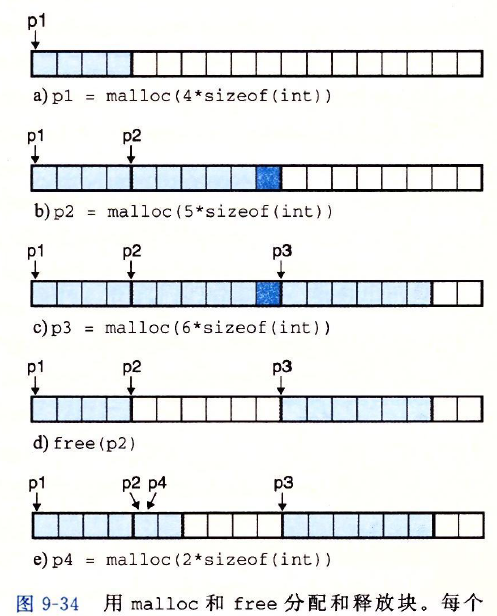 p1
a) p1 = malloc(4*sizeof(int))
p1 p2
b) p2 = malloc(5*sizeof(int))
p1 p2 p3
c) p3 = malloc(6*sizeof(int))
p1 p2 p3
d) free(p2)
p1 p2 p4 p3
e) p4 = malloc(2*sizeof(int))
图 9-34 用 malloc 和 free 分配和释放块。每个